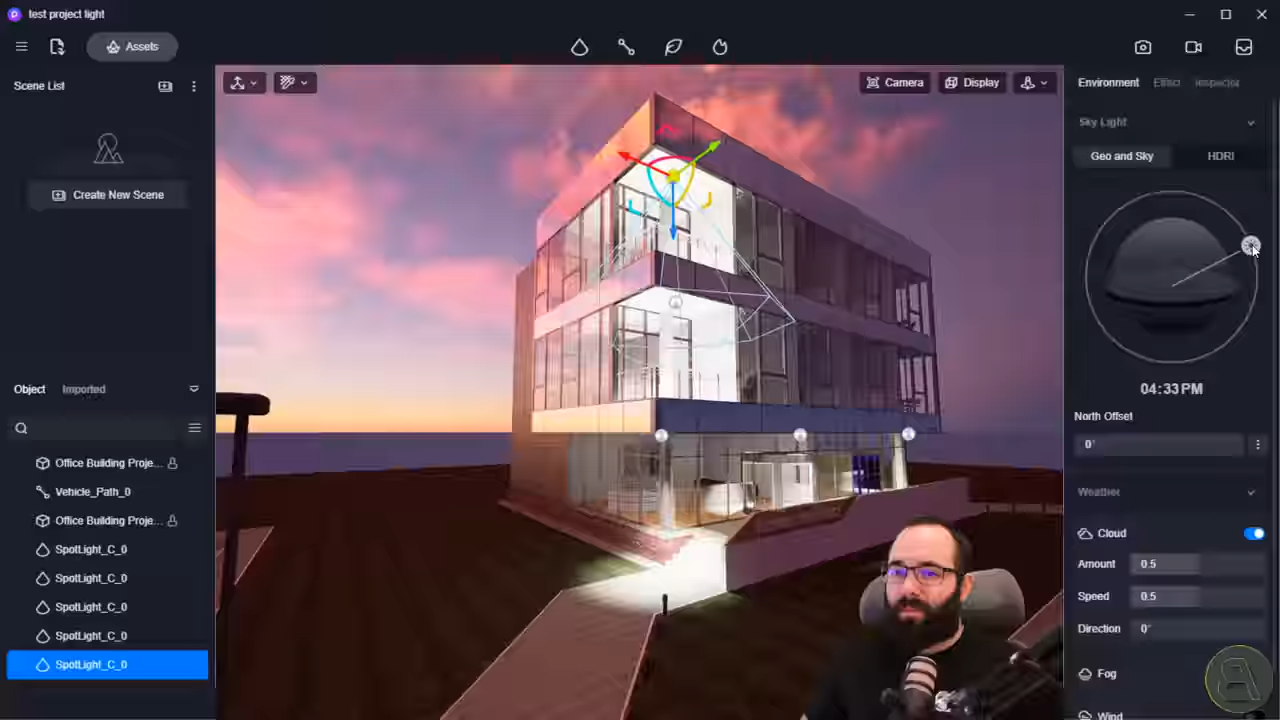 test project light
Assets
Scene List
Create New Scene
Object
Imported
Office Building Proje...
Vehicle_Path_0
Office Building Proje...
SpotLight_C_0
SpotLight_C_0
SpotLight_C_0
SpotLight_C_0
SpotLight_C_0
Camera
Display
Environment
Effect
Inspector
Sky Light
Geo and Sky
HDRI
04:33 PM
North Offset
0°
Weather
Cloud
Amount
0.5
Speed
0.5
Direction
0°
Fog
Wind